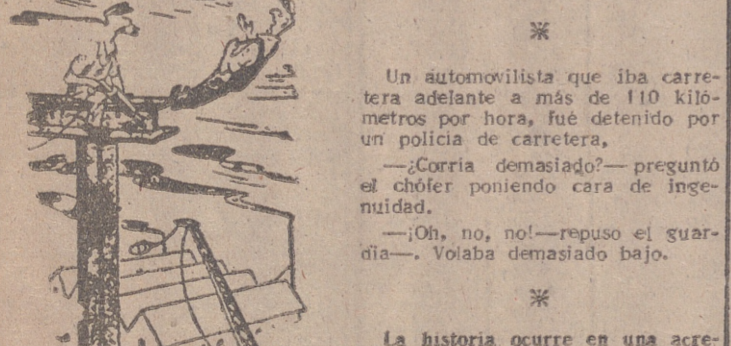 Un automovilista que iba carre-
tera adelante a más de 110 kiló-
metros por hora, fué detenido por
un policia de carretera,
—¿Corria demasiado?— preguntó
el chófer poniendo cara de inge-
nuidad.
—¡Oh, no, no!—repuso el guar-
dia—. Volaba demasiado bajo.
La historia ocurre en una acre-